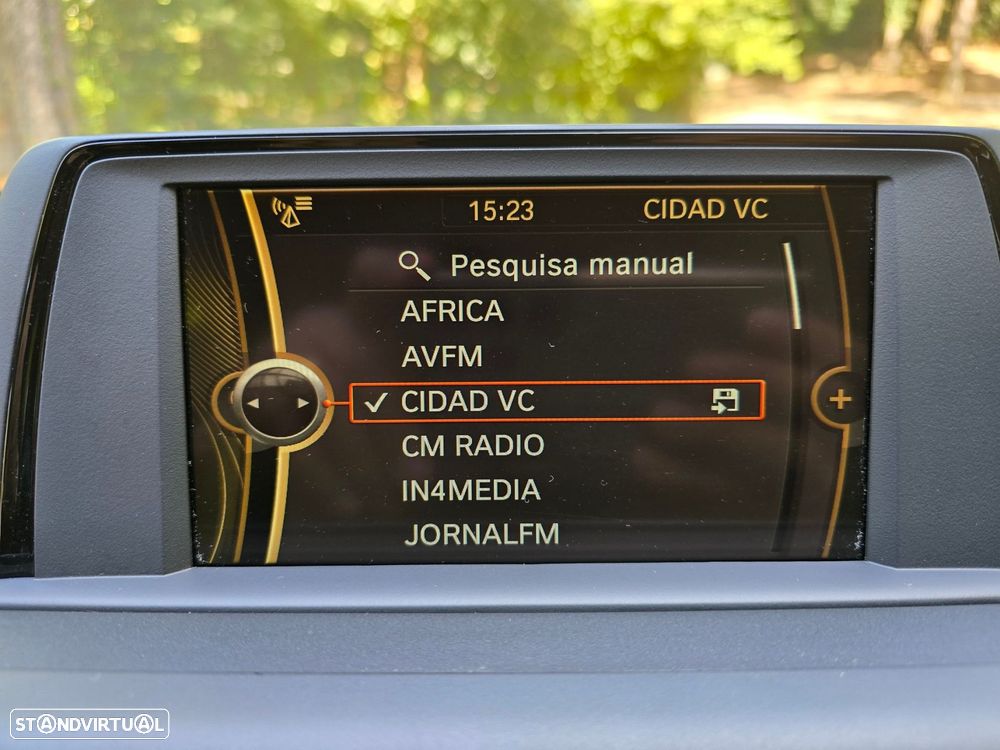 15:23 CIDAD VC
Pesquisa manual
AFRICA
AVFM
CIDAD VC
CM RADIO
IN4MEDIA
JORNALFM
STANDVIRTUAL